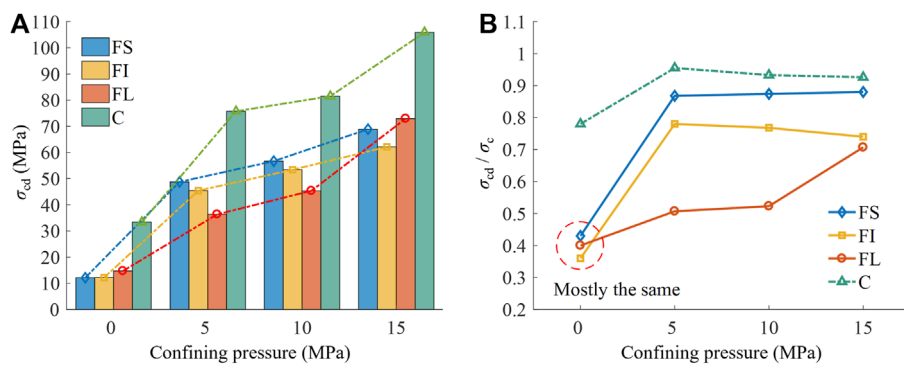 A
σcd (MPa)
110
100
90
80
70
60
50
40
30
20
10
0
FS
FI
FL
C
0 5 10 15
Confining pressure (MPa)
B
σcd / σc
1.1
1
0.9
0.8
0.7
0.6
0.5
0.4
0.3
0.2
Mostly the same
FS
FI
FL
C
0 5 10 15
Confining pressure (MPa)